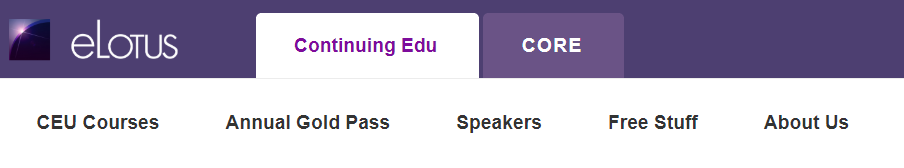 eLOTUS Continuing Edu CORE
CEU Courses Annual Gold Pass Speakers Free Stuff About Us